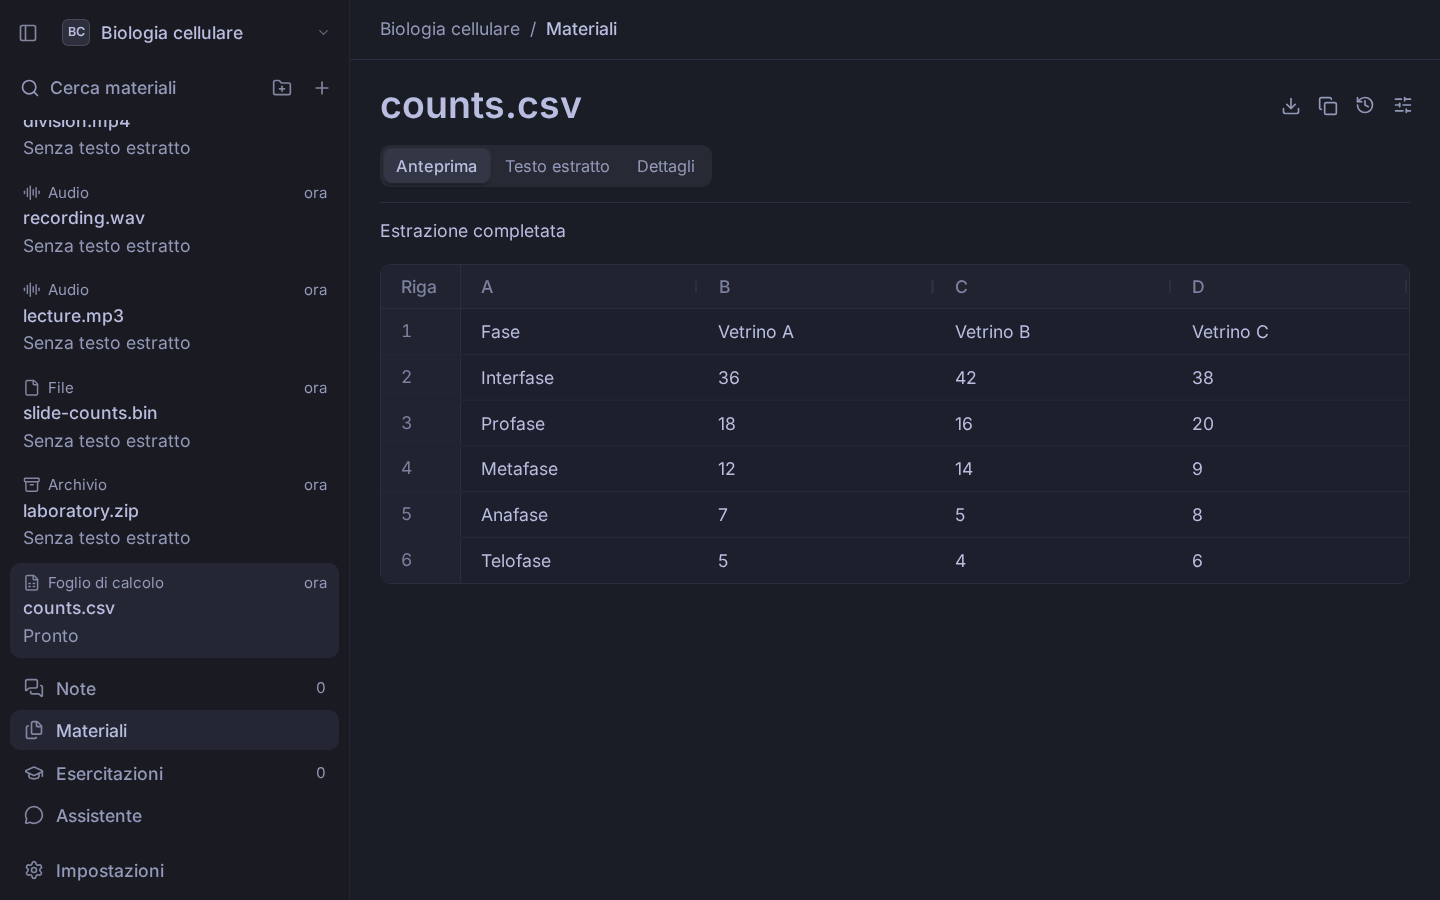 BC Biologia cellulare
Cerca materiali
division.mp4
Senza testo estratto
Audio ora
recording.wav
Senza testo estratto
Audio ora
lecture.mp3
Senza testo estratto
File ora
slide-counts.bin
Senza testo estratto
Archivio ora
laboratory.zip
Senza testo estratto
Foglio di calcolo ora
counts.csv
Pronto
Note 0
Materiali
Esercitazioni 0
Assistente
Impostazioni
Biologia cellulare / Materiali
counts.csv
Anteprima Testo estratto Dettagli
Estrazione completata
Riga A B C D
1 Fase Vetrino A Vetrino B Vetrino C
2 Interfase 36 42 38
3 Profase 18 16 20
4 Metafase 12 14 9
5 Anafase 7 5 8
6 Telofase 5 4 6